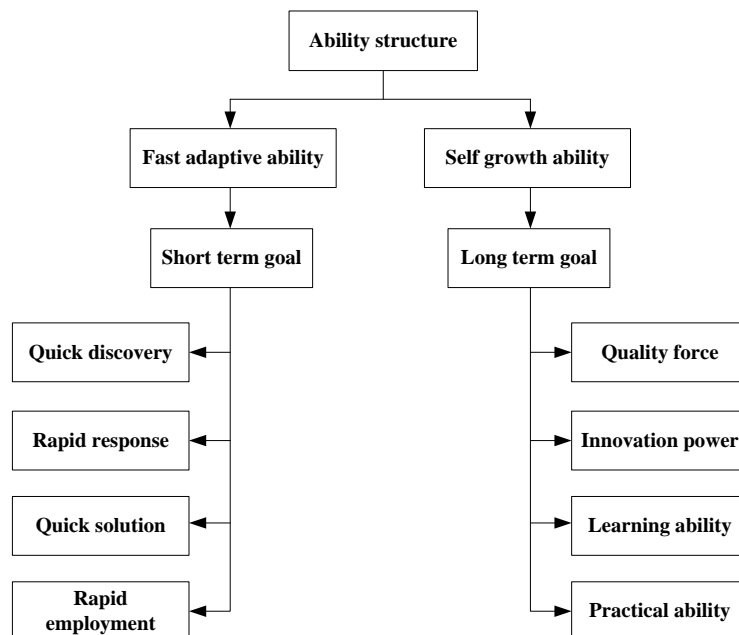 Ability structure
Fast adaptive ability
Self growth ability
Short term goal
Long term goal
Quick discovery
Quality force
Rapid response
Innovation power
Quick solution
Learning ability
Rapid
employment
Practical ability